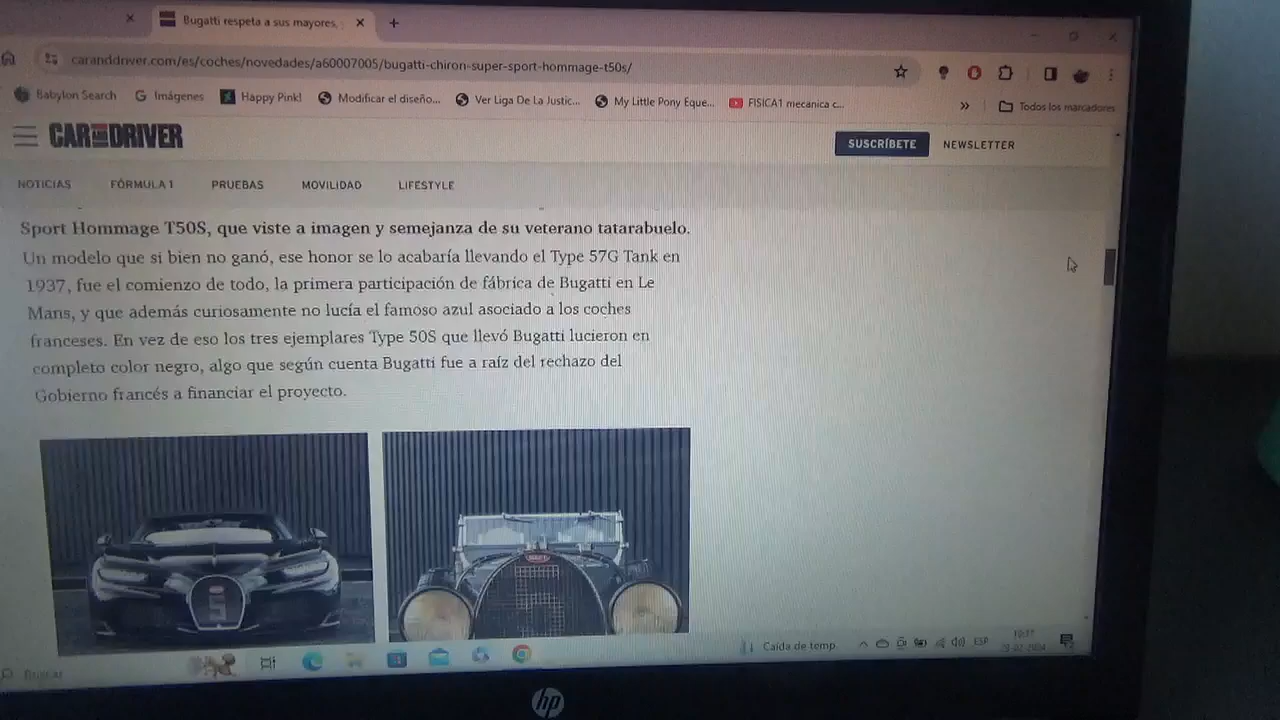 Bugatti respeta a sus mayores,
caranddriver.com/es/coches/novedades/a60007005/bugatti-chiron-super-sport-hommage-t50s/
Babylon Search G Imágenes Happy Pink! Modificar el diseño... Ver Liga De La Justic... My Little Pony Eque... FISICA1 mecanica c... » Todos los marcadores
CAR AND DRIVER SUSCRÍBETE NEWSLETTER
NOTICIAS FÓRMULA 1 PRUEBAS MOVILIDAD LIFESTYLE
Sport Hommage T50S, que viste a imagen y semejanza de su veterano tatarabuelo.
Un modelo que si bien no ganó, ese honor se lo acabaría llevando el Type 57G Tank en
1937, fue el comienzo de todo, la primera participación de fábrica de Bugatti en Le
Mans, y que además curiosamente no lucía el famoso azul asociado a los coches
franceses. En vez de eso los tres ejemplares Type 50S que llevó Bugatti lucieron en
completo color negro, algo que según cuenta Bugatti fue a raíz del rechazo del
Gobierno francés a financiar el proyecto.
Caída de temp. ESP
Buscar
hp